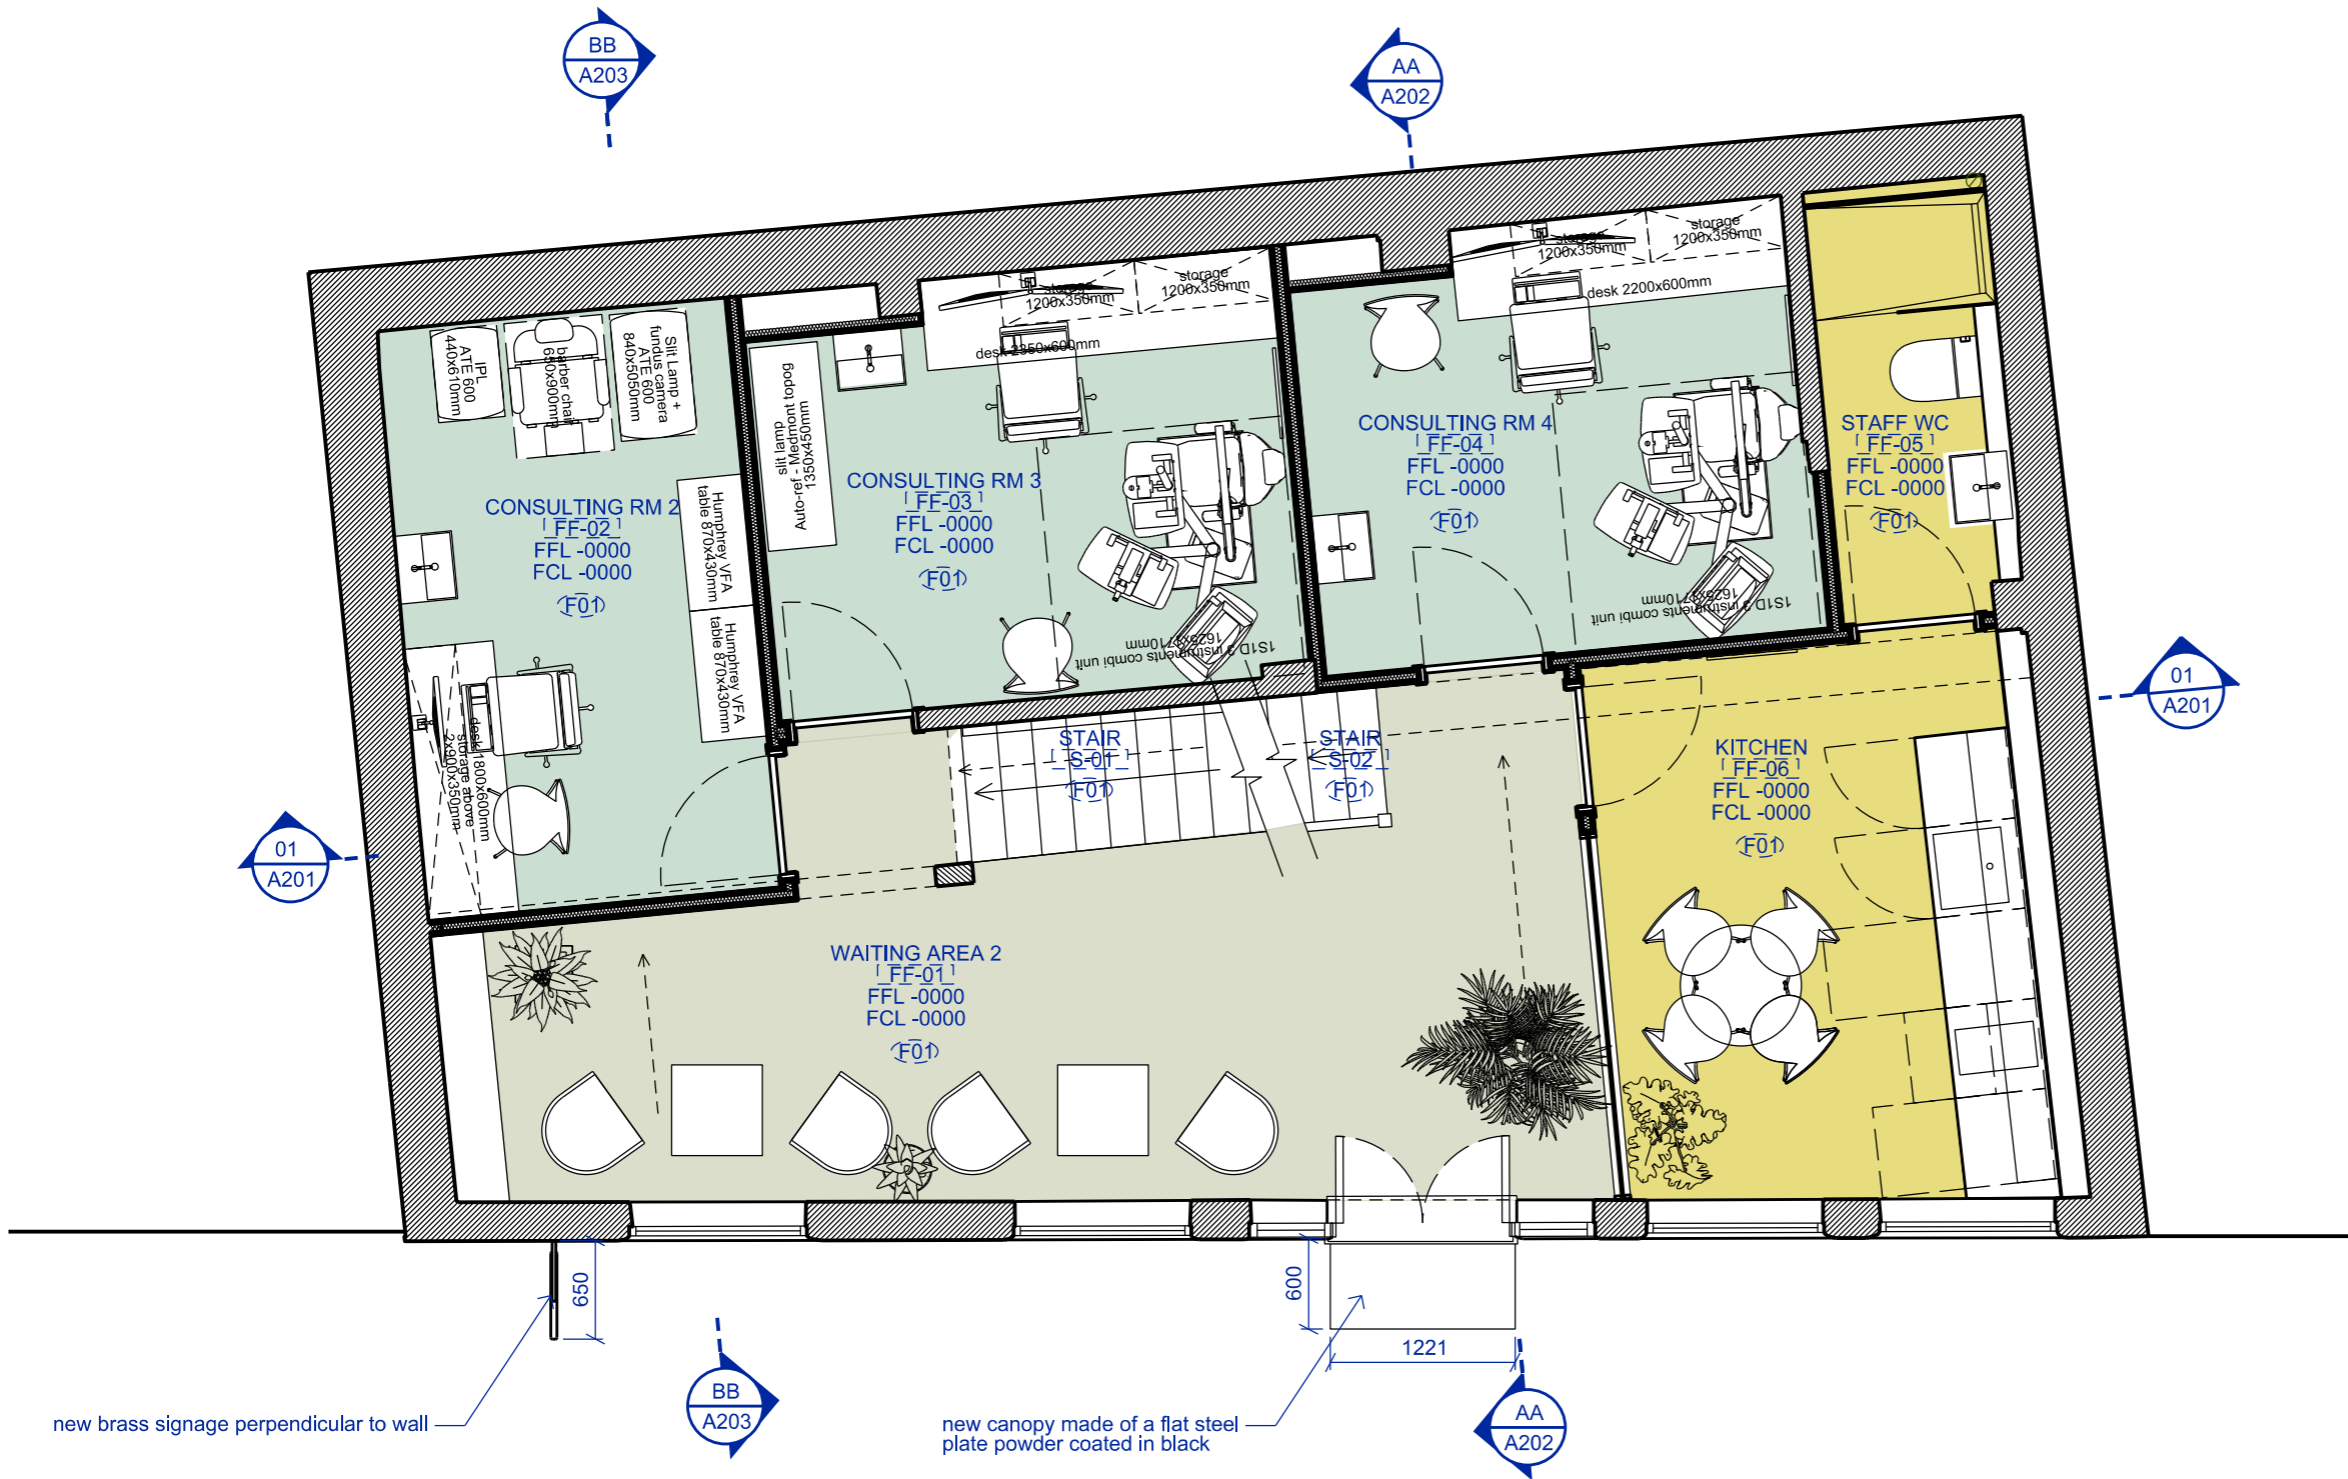 BB
A203
AA
A202
storage
1200x350mm
storage
1200x350mm
desk 2200x600mm
storage
1200x350mm
storage
1200x350mm
desk 2350x600mm
IPL
ATE 600
440x610mm
barber chair
650x900mm
Slit Lamp +
fundus camera
ATE 600
840x5050mm
slit lamp
Auto-ref - Medmont topog
1350x450mm
CONSULTING RM 2
FF-02
FFL -0000
FCL -0000
F01
CONSULTING RM 3
FF-03
FFL -0000
FCL -0000
F01
CONSULTING RM 4
FF-04
FFL -0000
FCL -0000
F01
STAFF WC
FF-05
FFL -0000
FCL -0000
F01
Humphrey VFA
table 870x430mm
Humphrey VFA
table 870x430mm
1S1D 3 instruments combi unit
1625x1710mm
1S1D 3 instruments combi unit
1625x1710mm
desk 1800x600mm
storage above
2x900x350mm
STAIR
S-01
F01
STAIR
S-02
F01
KITCHEN
FF-06
FFL -0000
FCL -0000
F01
01
A201
01
A201
WAITING AREA 2
FF-01
FFL -0000
FCL -0000
F01
650
600
1221
new brass signage perpendicular to wall
BB
A203
new canopy made of a flat steel
plate powder coated in black
AA
A202